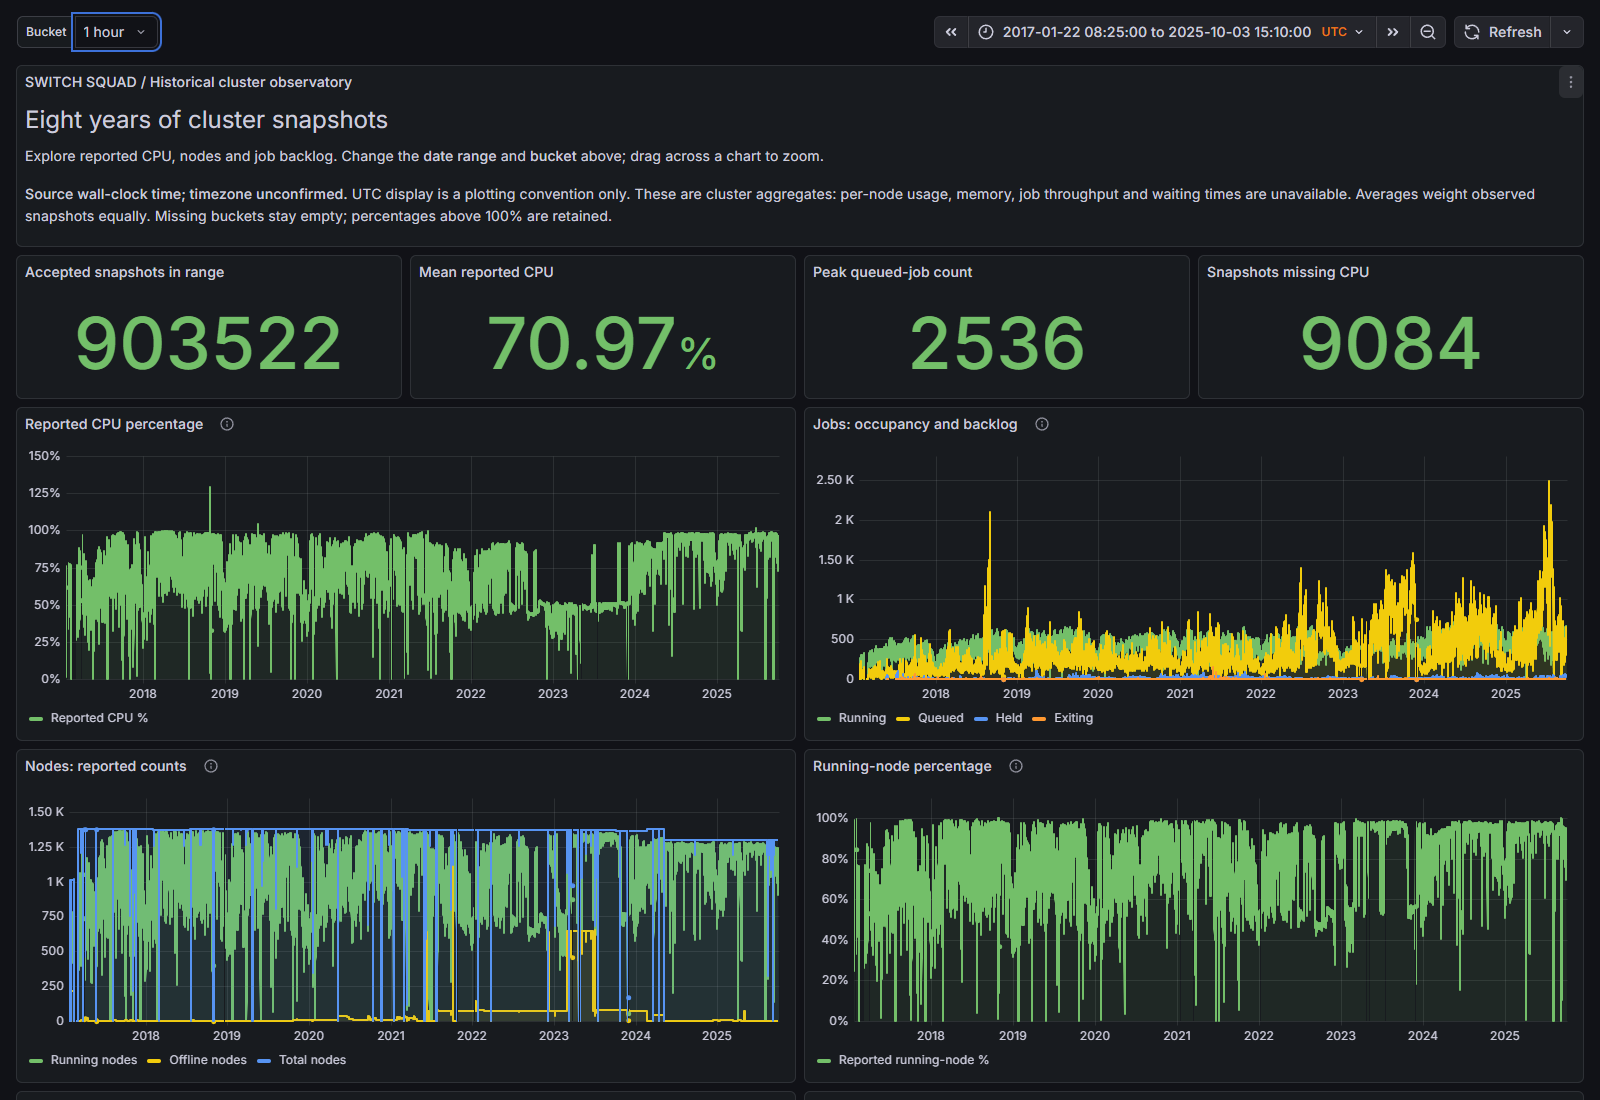 Bucket 1 hour 2017-01-22 08:25:00 to 2025-10-03 15:10:00 UTC Refresh
SWITCH SQUAD / Historical cluster observatory
Eight years of cluster snapshots
Explore reported CPU, nodes and job backlog. Change the date range and bucket above; drag across a chart to zoom.
Source wall-clock time; timezone unconfirmed. UTC display is a plotting convention only. These are cluster aggregates: per-node usage, memory, job throughput and waiting times are unavailable. Averages weight observed
snapshots equally. Missing buckets stay empty; percentages above 100% are retained.
Accepted snapshots in range
903522
Mean reported CPU
70.97%
Peak queued-job count
2536
Snapshots missing CPU
9084
Reported CPU percentage
150%
125%
100%
75%
50%
25%
0%
2018 2019 2020 2021 2022 2023 2024 2025
Reported CPU %
Jobs: occupancy and backlog
2.50 K
2 K
1.50 K
1 K
500
0
2018 2019 2020 2021 2022 2023 2024 2025
Running Queued Held Exiting
Nodes: reported counts
1.50 K
1.25 K
1 K
750
500
250
0
2018 2019 2020 2021 2022 2023 2024 2025
Running nodes Offline nodes Total nodes
Running-node percentage
100%
80%
60%
40%
20%
0%
2018 2019 2020 2021 2022 2023 2024 2025
Reported running-node %